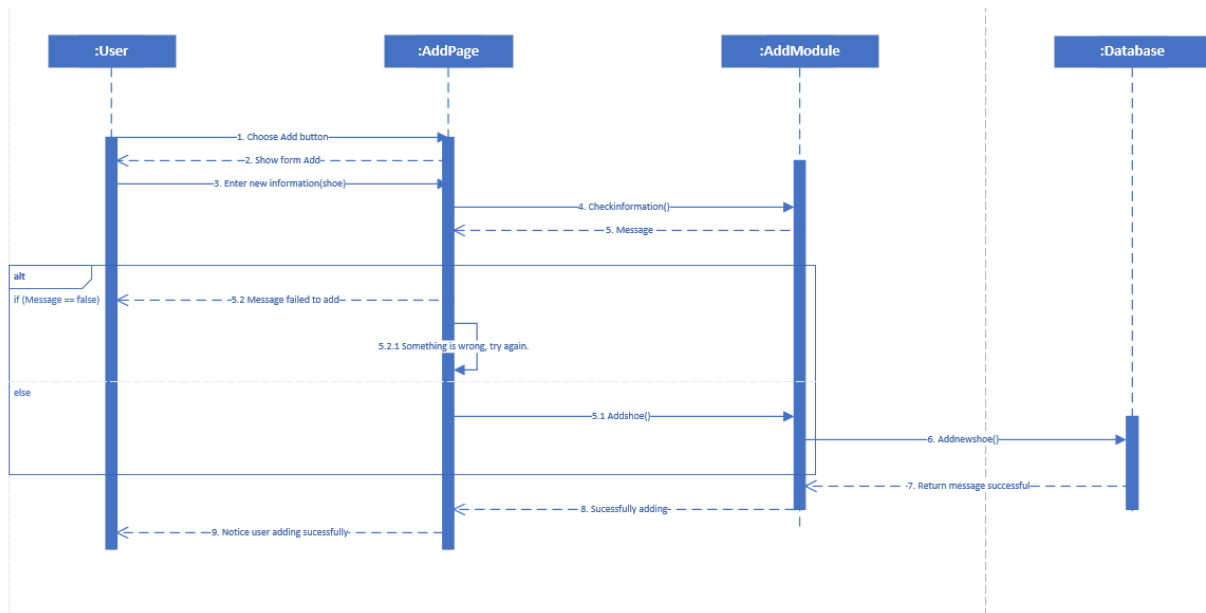 :User
:AddPage
:AddModule
:Database
1. Choose Add button
2. Show form Add
3. Enter new information(shoe)
4. Checkinformation()
5. Message
alt
if (Message == false)
5.2 Message failed to add
5.2.1 Something is wrong, try again.
else
5.1 Addshoe()
6. Addnewshoe()
7. Return message successful
8. Sucessfully adding
9. Notice user adding sucessfully